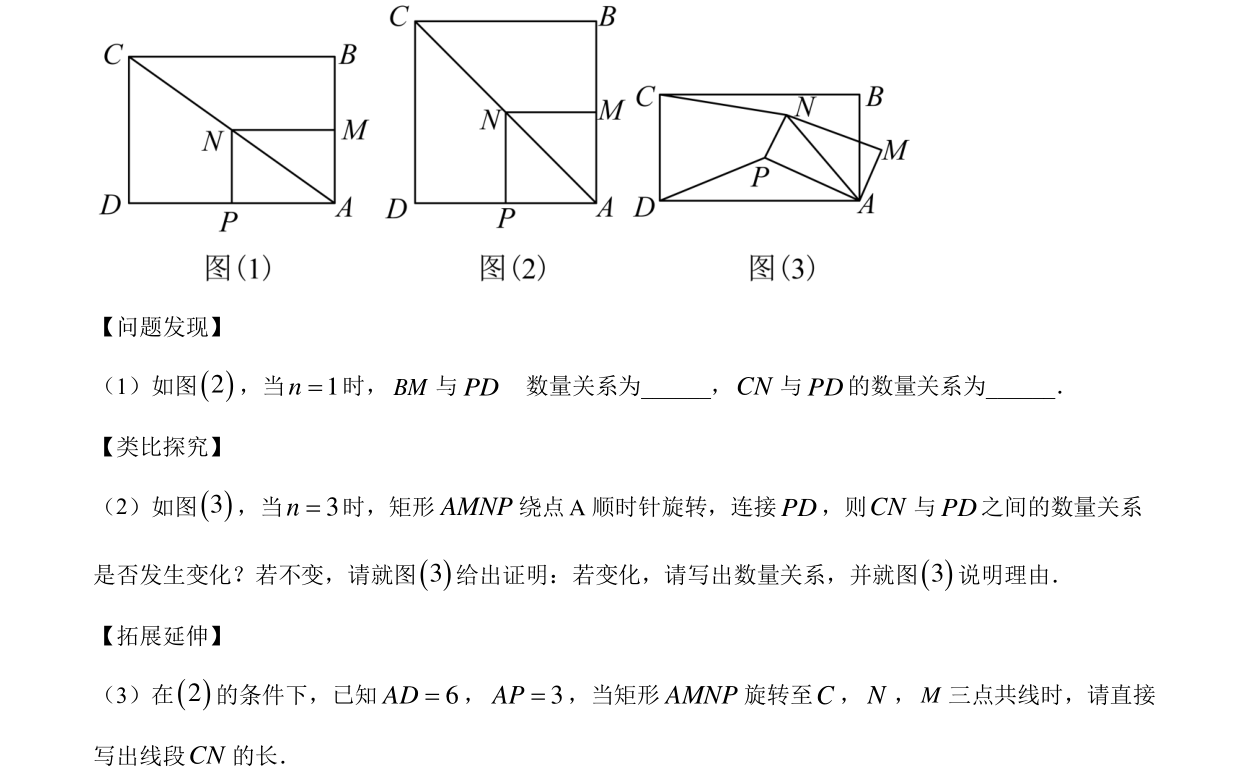 C B
C B
C N B
N M
N M
M
P
D P A
D P A
D A
图(1) 图(2) 图(3)
【问题发现】
(1)如图(2),当n=1时,BM与PD 数量关系为______,CN与PD的数量关系为______.
【类比探究】
(2)如图(3),当n=3时,矩形AMNP绕点A顺时针旋转,连接PD,则CN与PD之间的数量关系
是否发生变化?若不变,请就图(3)给出证明:若变化,请写出数量关系,并就图(3)说明理由.
【拓展延伸】
(3)在(2)的条件下,已知AD=6,AP=3,当矩形AMNP旋转至C,N,M三点共线时,请直接
写出线段CN的长.